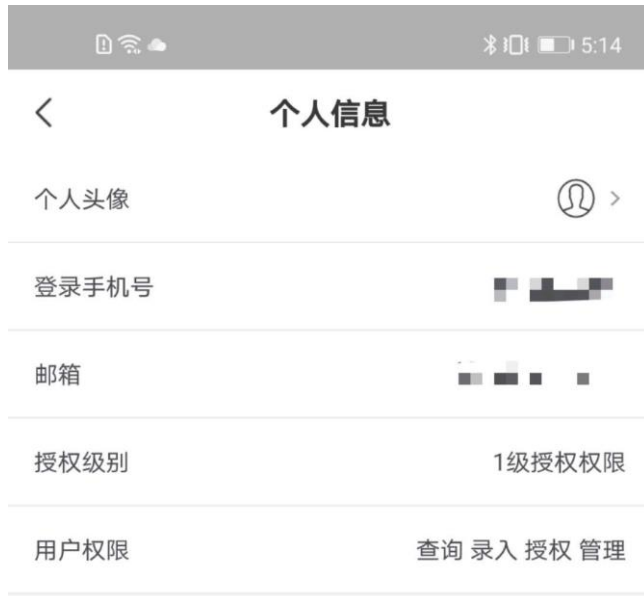 5:14
个人信息
个人头像
登录手机号
邮箱
授权级别 1级授权权限
用户权限 查询 录入 授权 管理